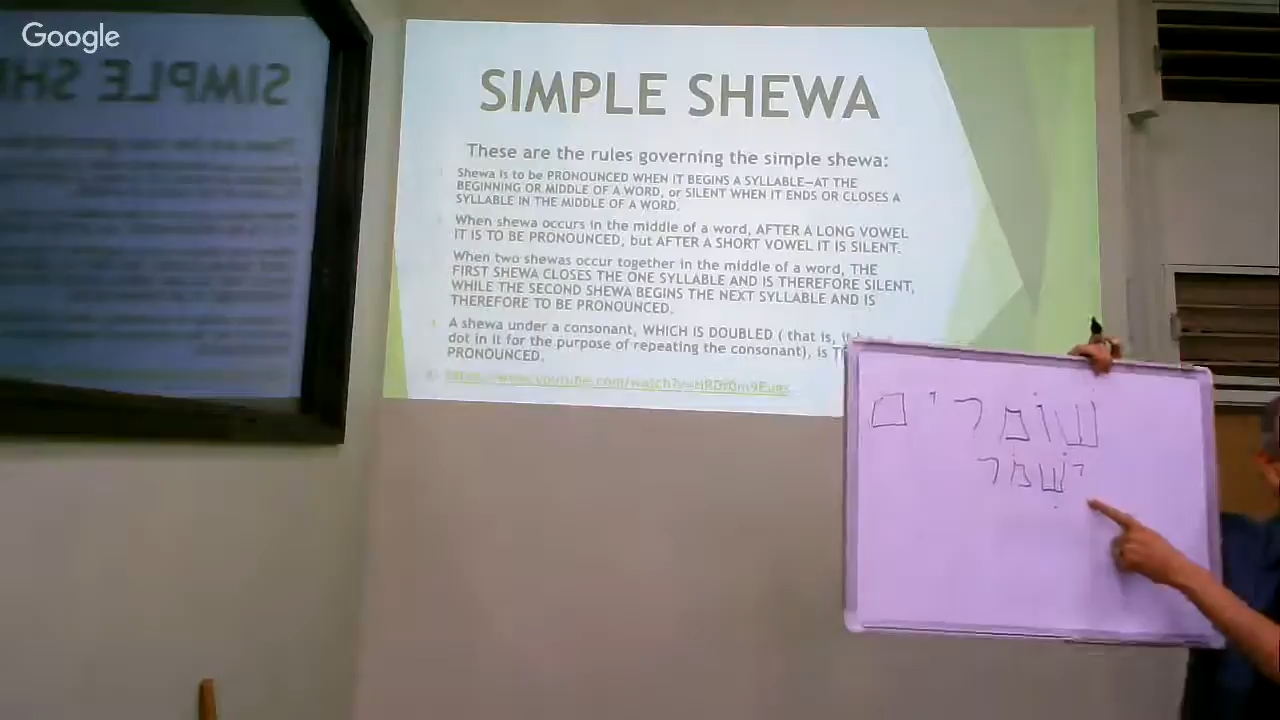 Google
SIMPLE SHE
SIMPLE SHEWA
These are the rules governing the simple shewa:
Shewa is to be PRONOUNCED WHEN IT BEGINS A SYLLABLE—AT THE
BEGINNING OR MIDDLE OF A WORD, or SILENT WHEN IT ENDS OR CLOSES A
SYLLABLE IN THE MIDDLE OF A WORD.
When shewa occurs in the middle of a word, AFTER A LONG VOWEL
IT IS TO BE PRONOUNCED, but AFTER A SHORT VOWEL IT IS SILENT.
When two shewas occur together in the middle of a word, THE
FIRST SHEWA CLOSES THE ONE SYLLABLE AND IS THEREFORE SILENT,
WHILE THE SECOND SHEWA BEGINS THE NEXT SYLLABLE AND IS
THEREFORE TO BE PRONOUNCED.
A shewa under a consonant, WHICH IS DOUBLED ( that is, it
dot in it for the purpose of repeating the consonant), is
PRONOUNCED.
שׁוֹמרים
ישׁמֹר